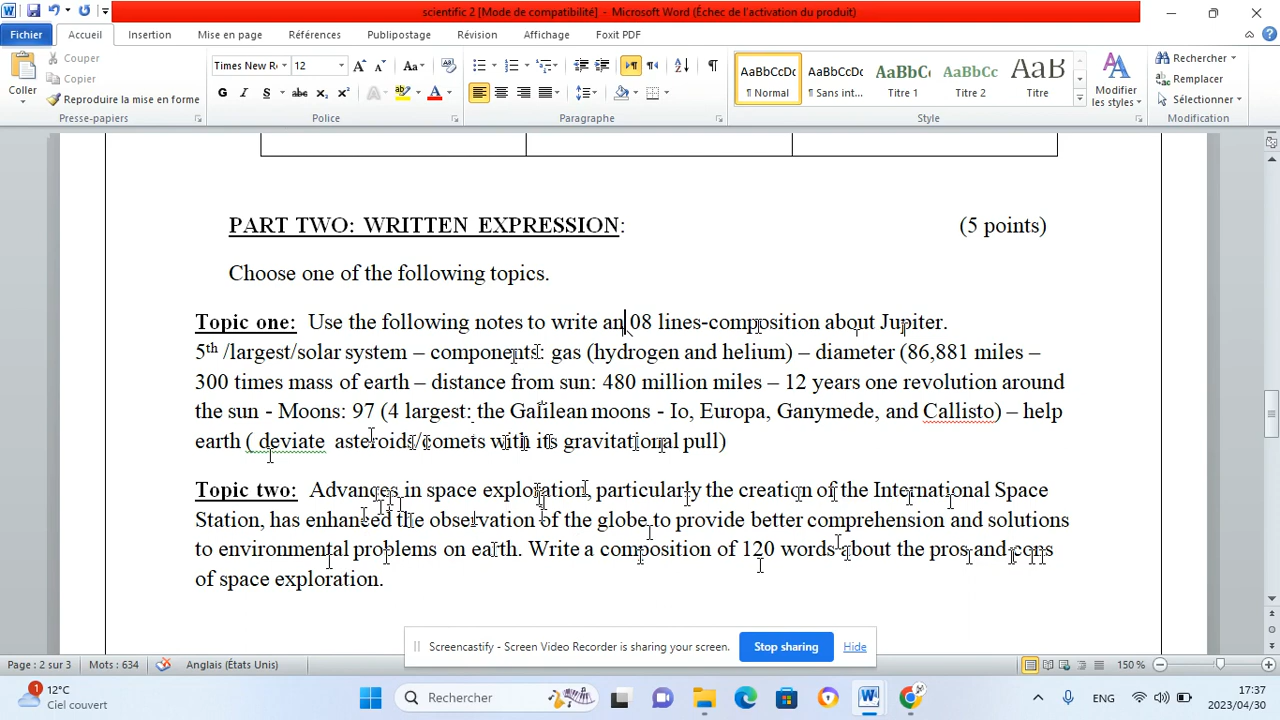 scientific 2 [Mode de compatibilité] - Microsoft Word (Échec de l'activation du produit)
Fichier Accueil Insertion Mise en page Références Publipostage Révision Affichage Foxit PDF
Coller
Couper
Copier
Reproduire la mise en forme
Presse-papiers
Times New R 12
G I S abc x₂ x²
Police
Paragraphe
AaBbCcDc AaBbCcDc AaBbCc AaBbCc AaB
¶ Normal ¶ Sans int... Titre 1 Titre 2 Titre
Modifier les styles
Style
Rechercher
Remplacer
Sélectionner
Modification
PART TWO: WRITTEN EXPRESSION: (5 points)
Choose one of the following topics.
Topic one: Use the following notes to write an 08 lines-composition about Jupiter.
5th /largest/solar system – components: gas (hydrogen and helium) – diameter (86,881 miles –
300 times mass of earth – distance from sun: 480 million miles – 12 years one revolution around
the sun - Moons: 97 (4 largest: the Galilean moons - Io, Europa, Ganymede, and Callisto) – help
earth ( deviate asteroids/comets with its gravitational pull)
Topic two: Advances in space exploration, particularly the creation of the International Space
Station, has enhanced the observation of the globe to provide better comprehension and solutions
to environmental problems on earth. Write a composition of 120 words about the pros and cons
of space exploration.
Screencastify - Screen Video Recorder is sharing your screen. Stop sharing Hide
Page : 2 sur 3 Mots : 634 Anglais (États Unis) 150 %
1 12°C
Ciel couvert
Rechercher
ENG
17:37
2023/04/30